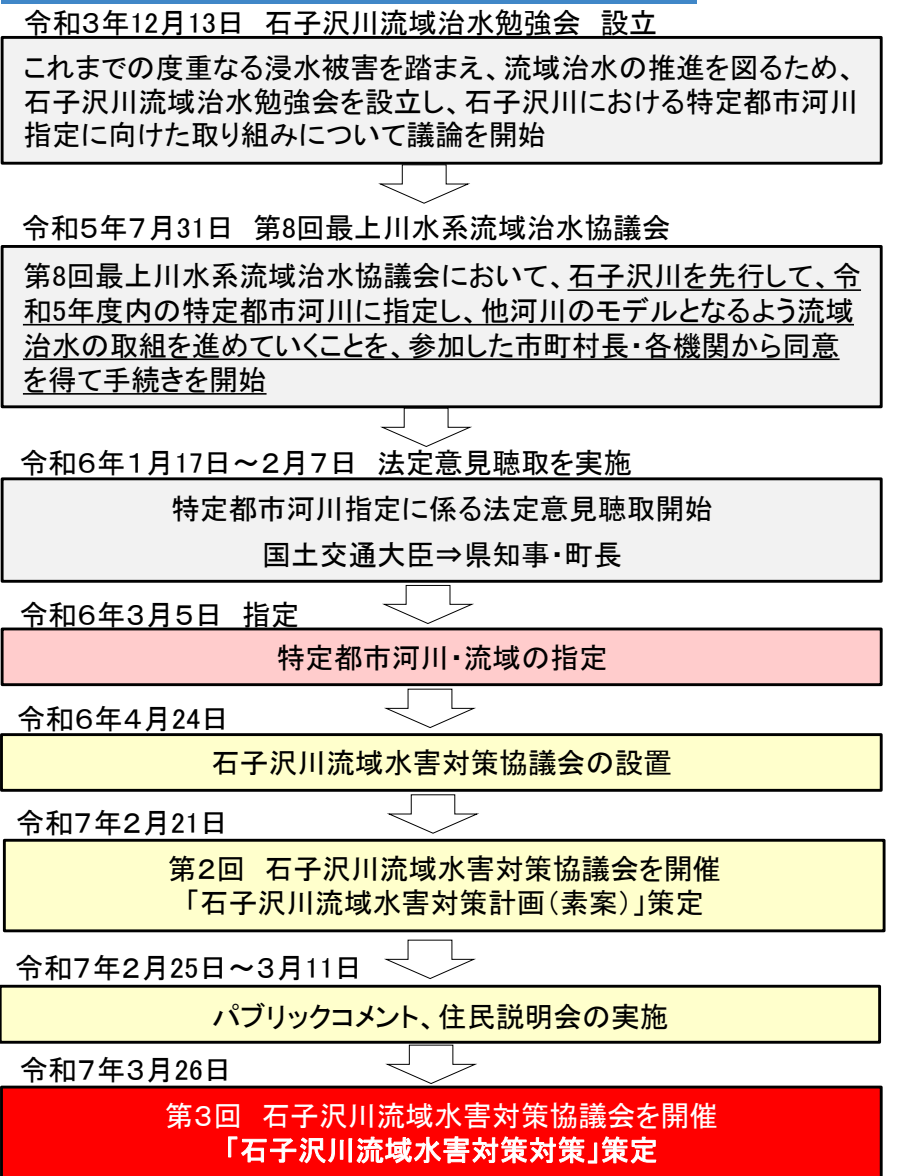 令和3年12月13日　石子沢川流域治水勉強会　設立
これまでの度重なる浸水被害を踏まえ、流域治水の推進を図るため、
石子沢川流域治水勉強会を設立し、石子沢川における特定都市河川
指定に向けた取り組みについて議論を開始
令和5年7月31日　第8回最上川水系流域治水協議会
第8回最上川水系流域治水協議会において、石子沢川を先行して、令
和5年度内の特定都市河川に指定し、他河川のモデルとなるよう流域
治水の取組を進めていくことを、参加した市町村長・各機関から同意
を得て手続きを開始
令和6年1月17日～2月7日　法定意見聴取を実施
特定都市河川指定に係る法定意見聴取開始
国土交通大臣⇒県知事・町長
令和6年3月5日　指定
特定都市河川・流域の指定
令和6年4月24日
石子沢川流域水害対策協議会の設置
令和7年2月21日
第2回　石子沢川流域水害対策協議会を開催
「石子沢川流域水害対策計画（素案）」策定
令和7年2月25日～3月11日
パブリックコメント、住民説明会の実施
令和7年3月26日
第3回　石子沢川流域水害対策協議会を開催
「石子沢川流域水害対策対策」策定